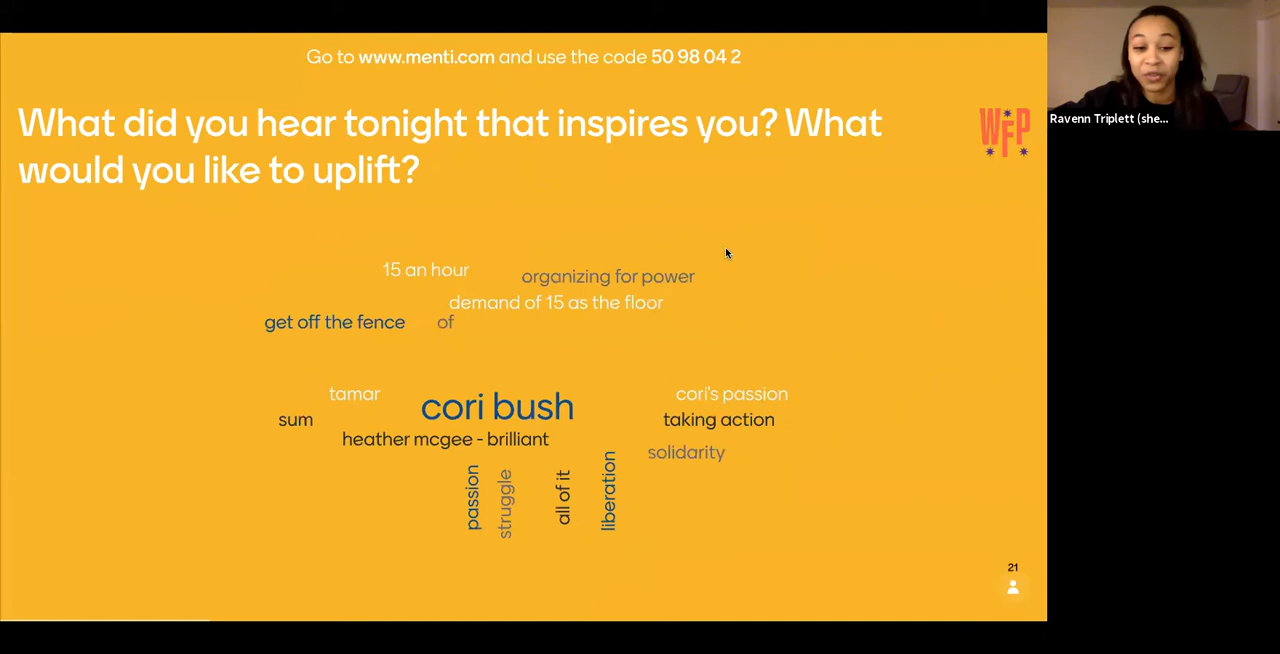 Go to www.menti.com and use the code 50 98 04 2
What did you hear tonight that inspires you? What
would you like to uplift?
WFP
Ravenn Triplett (she...
15 an hour
organizing for power
demand of 15 as the floor
get off the fence
of
tamar
cori bush
cori's passion
sum
taking action
heather mcgee - brilliant
solidarity
passion
struggle
all of it
liberation
21